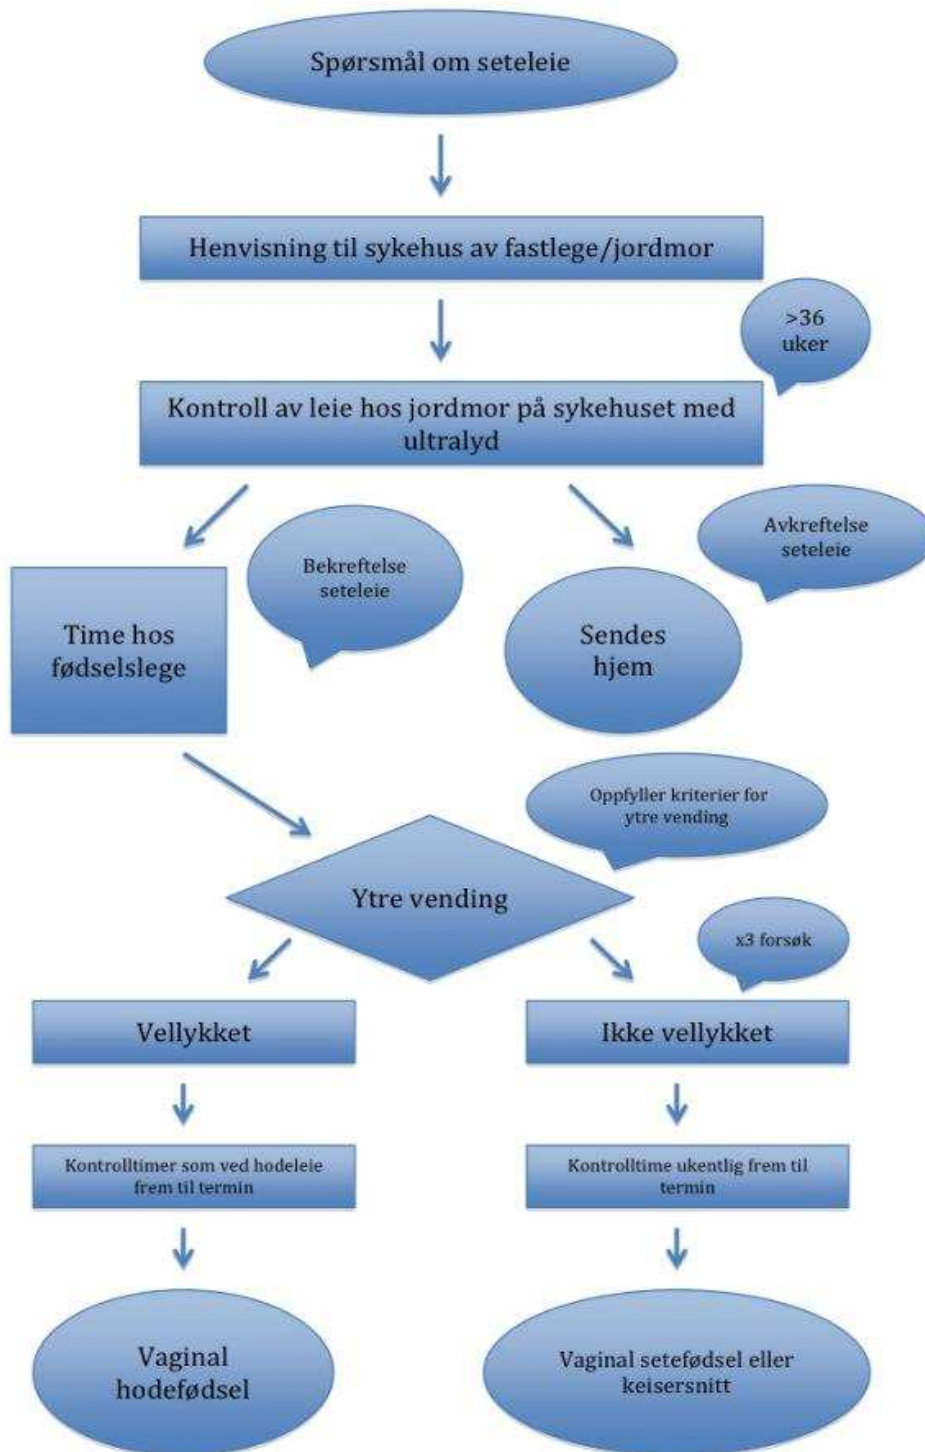 Spørsmål om seteleie
Henvisning til sykehus av fastlege/jordmor
>36
uker
Kontroll av leie hos jordmor på sykehuset med
ultralyd
Bekreftelse
seteleie
Avkreftelse
seteleie
Time hos
fødselslege
Sendes
hjem
Oppfyller kriterier for
ytre vending
Ytre vending
x3 forsøk
Vellykket
Ikke vellykket
Kontrolltimer som ved hodeleie
frem til termin
Kontrolltime ukentlig frem til
termin
Vaginal
hodefødsel
Vaginal setefødsel eller
keisersnitt